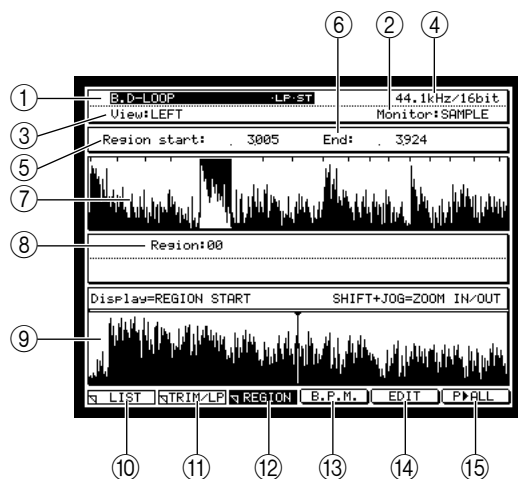 ⑥ ② ④
① B.D-LOOP ·LP·ST 44.1kHz/16bit
③ View:LEFT Monitor:SAMPLE
⑤ Region start: . 3005 End: . 3924
⑦
⑧ Region:00
Display=REGION START SHIFT+JOG=ZOOM IN/OUT
⑨
LIST TRIM/LP REGION B.P.M. EDIT P▶ALL
⑩ ⑪ ⑫ ⑬ ⑭ ⑮